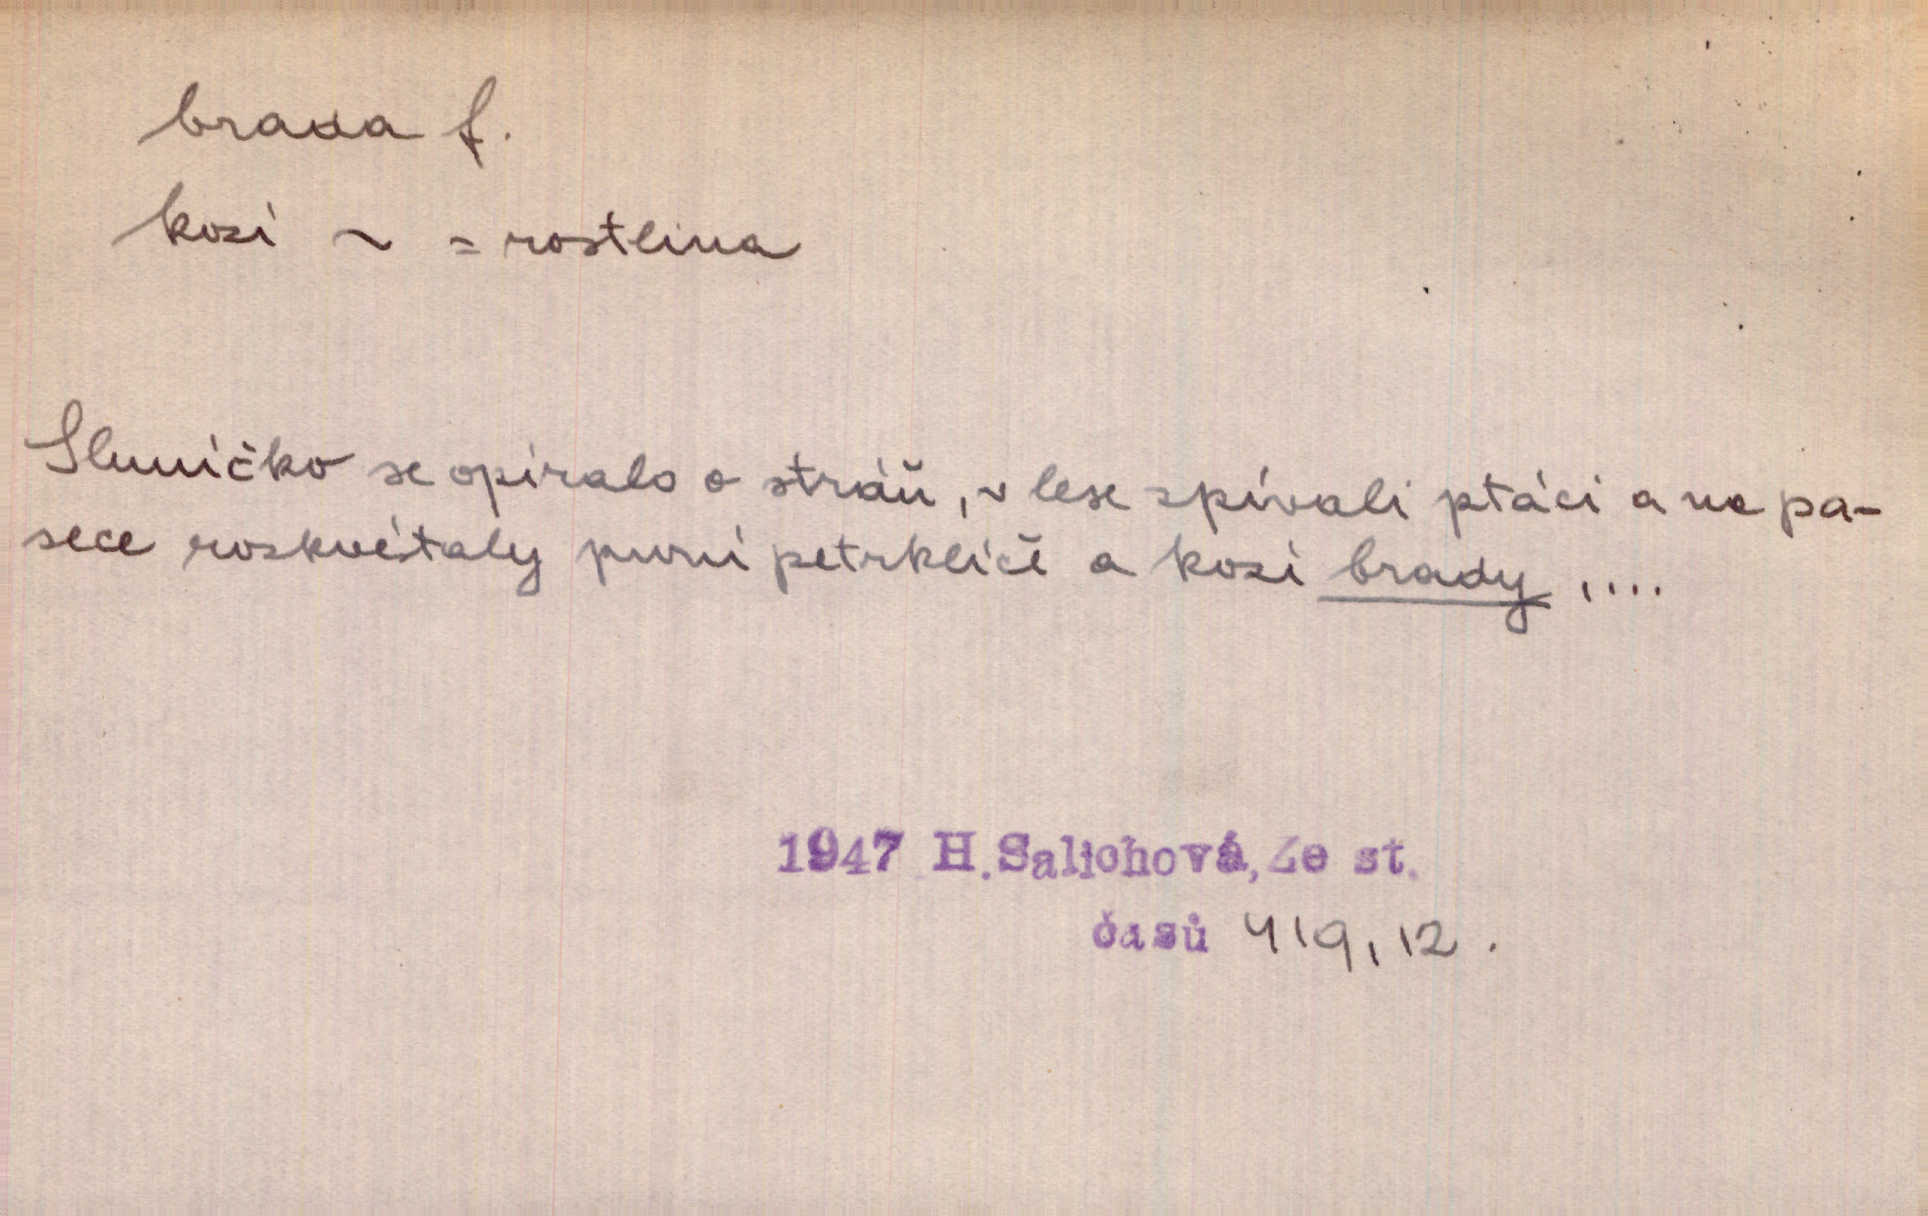 brada f.
kozí ~ = rostlina
Sluníčko se opíralo o stráň, v lese zpívali ptáci a na pa-
sece rozkvétaly první petrklíče a kozí brady ,...
1947 H.Salichová, Ze st.
časů 419, 12.